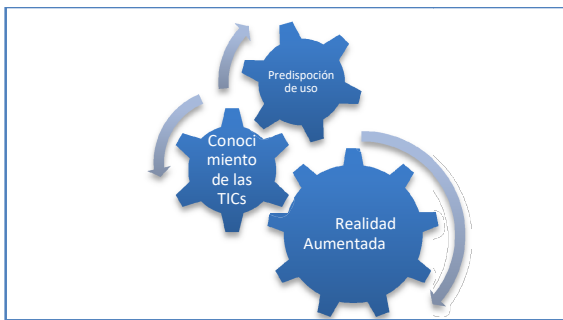 Predispoción
de uso
Conoci
miento
de las
TICs
Realidad
Aumentada